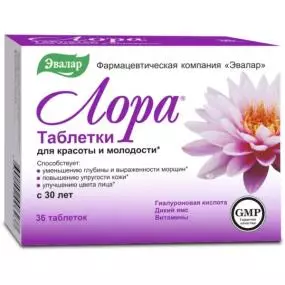 Эвалар
Фармацевтическая компания «Эвалар»
Лора®
Таблетки
для красоты и молодости*
Способствует:
• уменьшению глубины и выраженности морщин*
• повышению упругости кожи*
• улучшению цвета лица*
с 30 лет
36 таблеток
Гиалуроновая кислота
Дикий ямс
Витамины
GMP